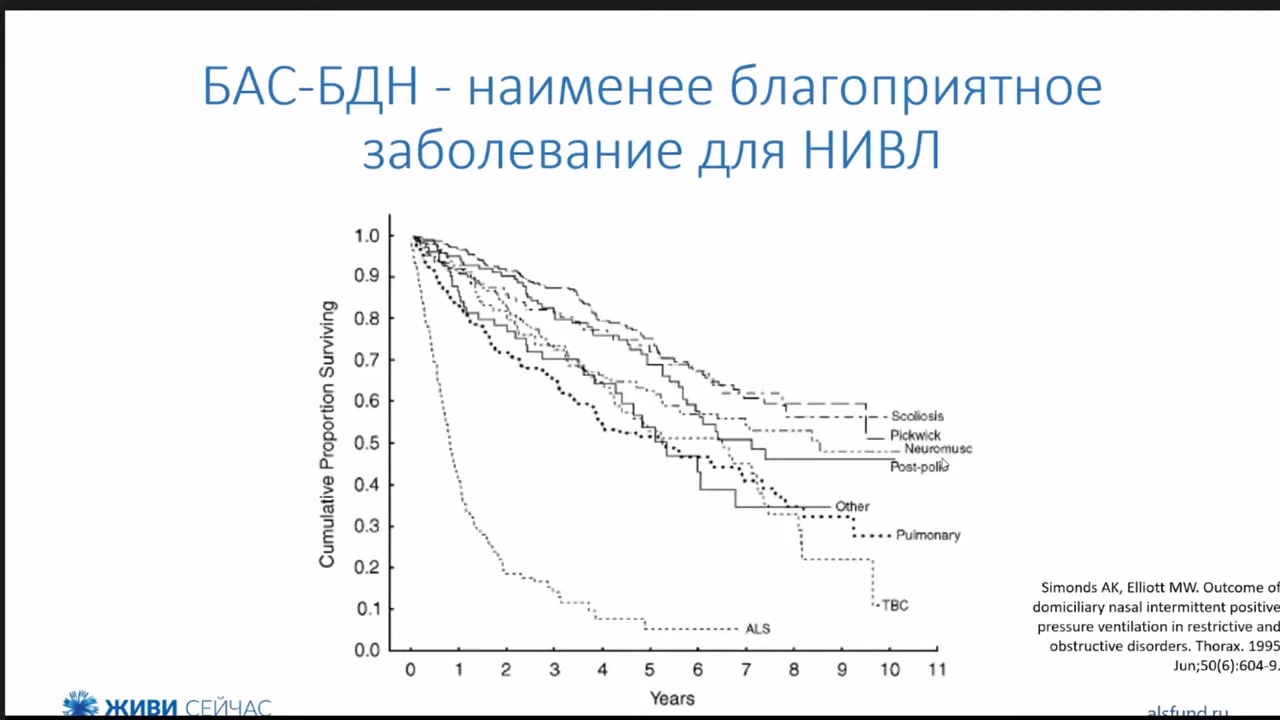 БАС-БДН - наименее благоприятное
заболевание для НИВЛ
Cumulative Proportion Surviving
1.0
0.9
0.8
0.7
0.6
0.5
0.4
0.3
0.2
0.1
0.0
Scoliosis
Pickwick
Neuromusc
Post-polio
Other
Pulmonary
TBC
ALS
0 1 2 3 4 5 6 7 8 9 10 11
Years
Simonds AK, Elliott MW. Outcome of
domiciliary nasal intermittent positive
pressure ventilation in restrictive and
obstructive disorders. Thorax. 1995
Jun;50(6):604-9.
ЖИВИ СЕЙЧАС
alsfund.ru